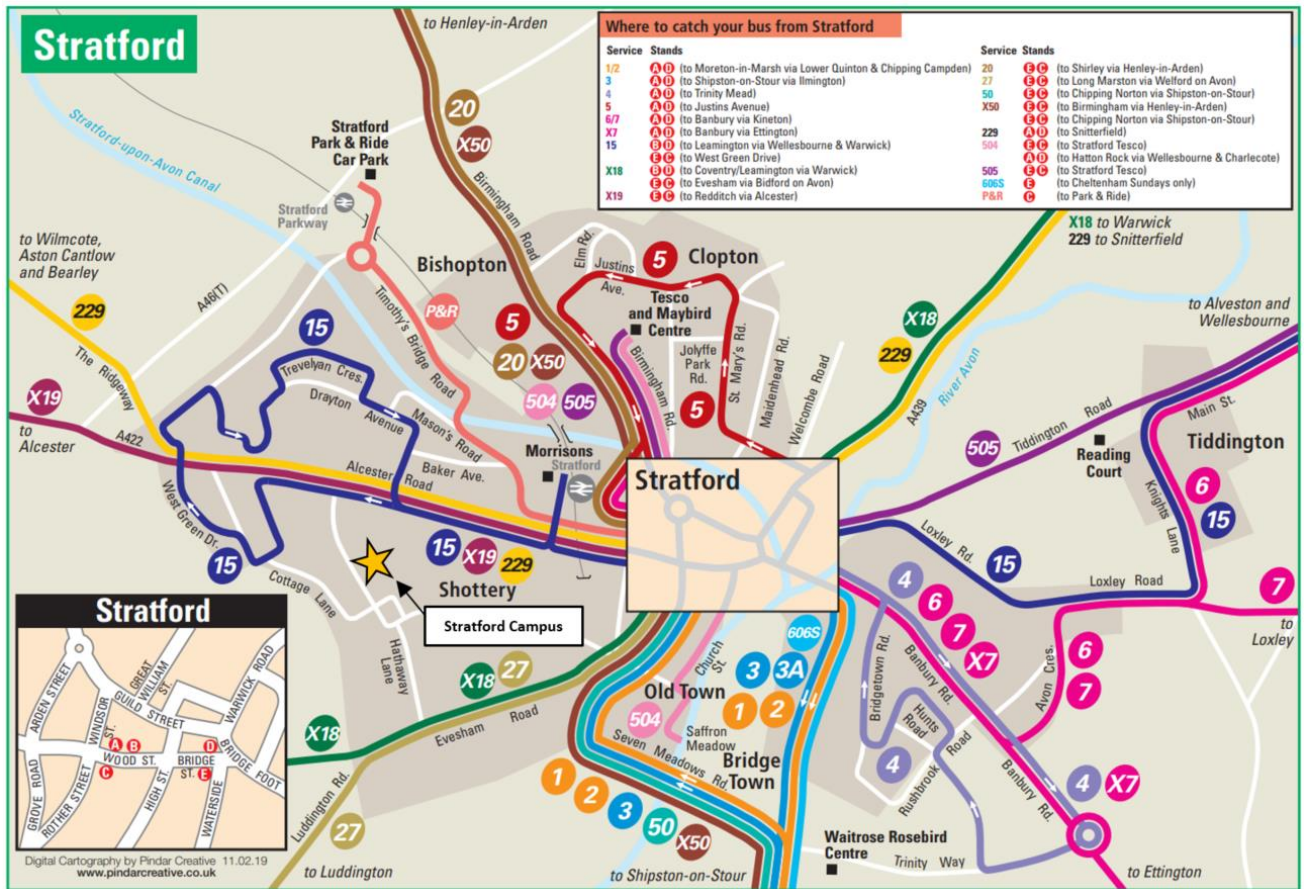 Stratford
to Henley-in-Arden
Where to catch your bus from Stratford
Service Stands
1/2 A D (to Moreton-in-Marsh via Lower Quinton & Chipping Campden)
3 A D (to Shipston-on-Stour via Ilmington)
4 A D (to Trinity Mead)
5 A D (to Justins Avenue)
6/7 A D (to Banbury via Kineton)
X7 A D (to Banbury via Ettington)
15 B D (to Leamington via Wellesbourne & Warwick)
E C (to West Green Drive)
X18 B D (to Coventry/Leamington via Warwick)
E C (to Evesham via Bidford on Avon)
X19 E C (to Redditch via Alcester)
Service Stands
20 E C (to Shirley via Henley-in-Arden)
27 E C (to Long Marston via Welford on Avon)
50 E C (to Chipping Norton via Shipston-on-Stour)
X50 E C (to Birmingham via Henley-in-Arden)
E C (to Chipping Norton via Shipston-on-Stour)
229 A D (to Snitterfield)
504 E C (to Stratford Tesco)
A D (to Hatton Rock via Wellesbourne & Charlecote)
505 E C (to Stratford Tesco)
606S E (to Cheltenham Sundays only)
P&R C (to Park & Ride)
X18 to Warwick
229 to Snitterfield
20
X50
Stratford
Park & Ride
Car Park
Stratford-upon-Avon Canal
Stratford
Parkway
Birmingham Road
to Wilmcote,
Aston Cantlow
and Bearley
A46(T)
Bishopton
Elm Rd.
Justins
Ave.
5
Clopton
Tesco
and Maybird
Centre
X18
229
River Avon
A439
to Alveston and
Wellesbourne
229
The Ridgeway
15
P&R
Timothy's Bridge Road
5
20
X50
504
505
Birmingham Rd.
Jolyffe
Park
Rd.
St. Mary's Rd.
Maidenhead Rd.
Welcombe Road
5
Trevelyan Cres.
Drayton
Avenue
Mason's Road
Baker Ave.
X19
to
Alcester
A422
Alcester Road
Morrisons
Stratford
Stratford
505
Tiddington Road
Reading
Court
Main St.
Tiddington
6
15
Knights Lane
West Green Dr.
15
15
X19
229
Shottery
Cottage Lane
Stratford Campus
Hathaway
Lane
Loxley Rd.
15
Loxley Road
7
to
Loxley
4
6
7
X7
Banbury Rd.
Avon Cres.
6
7
606S
3
3A
1
2
Church
St.
Old Town
504
Saffron
Meadow
Seven Meadows Rd
Bridge
Town
Bridgetown Rd.
Hunts
Road
Rushbrook Road
4
Banbury Rd.
4
X7
X18
27
X18
Evesham Road
Luddington Rd.
27
to Luddington
1
2
3
50
X50
to Shipston-on-Stour
Waitrose Rosebird
Centre
Trinity Way
to Ettington
Stratford
ARDEN STREET
GREAT
WILLIAM
ST.
GUILD STREET
WARWICK ROAD
WINDSOR
ST.
A
B
C
D
E
WOOD ST.
BRIDGE
ST.
BRIDGE FOOT
GROVE ROAD
ROTHER STREET
HIGH ST.
WATERSIDE
Digital Cartography by Pindar Creative 11.02.19
www.pindarcreative.co.uk